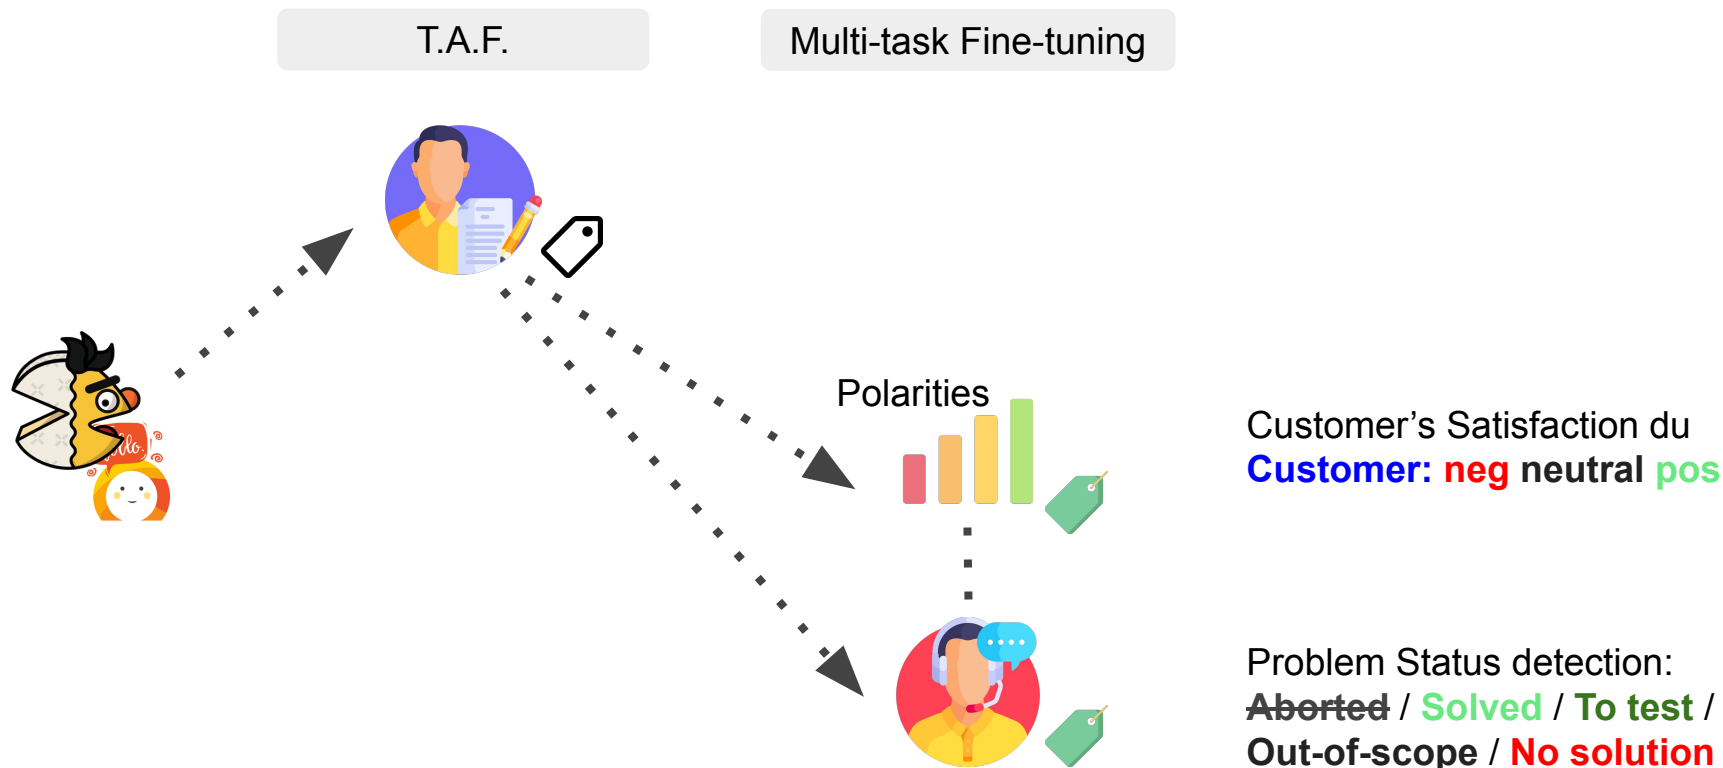 T.A.F.
Multi-task Fine-tuning
Polarities
Customer’s Satisfaction du
Customer: neg neutral pos
Problem Status detection:
Aborted / Solved / To test /
Out-of-scope / No solution